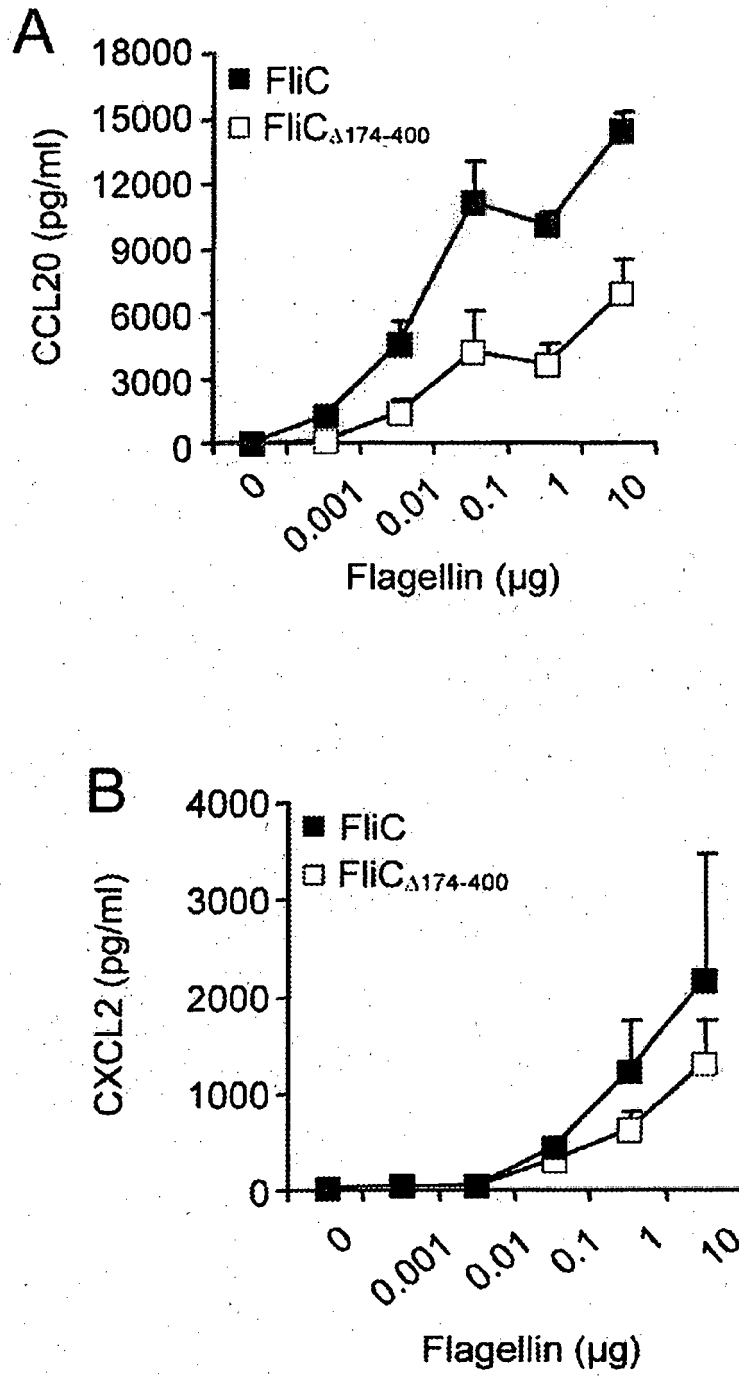 A
18000
15000
12000
9000
6000
3000
0
CCL20 (pg/ml)
FliC
FliCΔ174-400
0 0.001 0.01 0.1 1 10
Flagellin (µg)
B
4000
3000
2000
1000
0
CXCL2 (pg/ml)
FliC
FliCΔ174-400
0 0.001 0.01 0.1 1 10
Flagellin (µg)